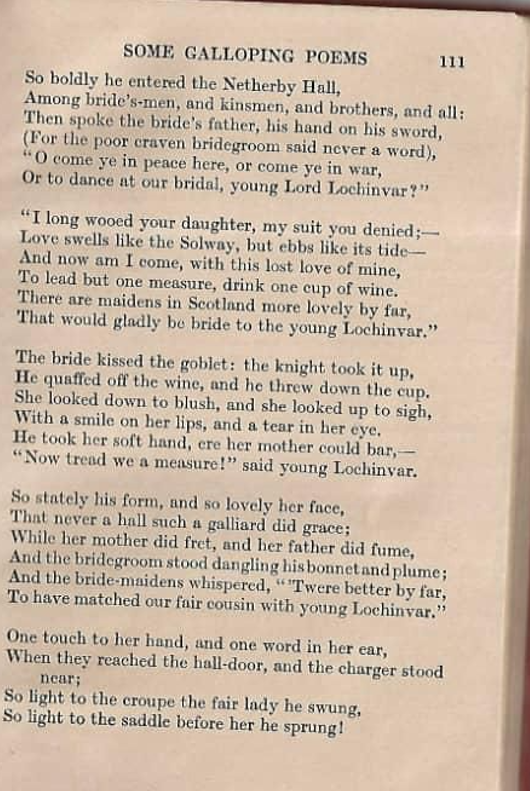 SOME GALLOPING POEMS 111
So boldly he entered the Netherby Hall,
Among bride's-men, and kinsmen, and brothers, and all:
Then spoke the bride's father, his hand on his sword,
(For the poor craven bridegroom said never a word),
"O come ye in peace here, or come ye in war,
Or to dance at our bridal, young Lord Lochinvar?"
"I long wooed your daughter, my suit you denied;—
Love swells like the Solway, but ebbs like its tide—
And now am I come, with this lost love of mine,
To lead but one measure, drink one cup of wine.
There are maidens in Scotland more lovely by far,
That would gladly be bride to the young Lochinvar."
The bride kissed the goblet: the knight took it up,
He quaffed off the wine, and he threw down the cup.
She looked down to blush, and she looked up to sigh,
With a smile on her lips, and a tear in her eye.
He took her soft hand, ere her mother could bar,—
"Now tread we a measure!" said young Lochinvar.
So stately his form, and so lovely her face,
That never a hall such a galliard did grace;
While her mother did fret, and her father did fume,
And the bridegroom stood dangling his bonnet and plume;
And the bride-maidens whispered, "'Twere better by far,
To have matched our fair cousin with young Lochinvar."
One touch to her hand, and one word in her ear,
When they reached the hall-door, and the charger stood
near;
So light to the croupe the fair lady he swung,
So light to the saddle before her he sprung!